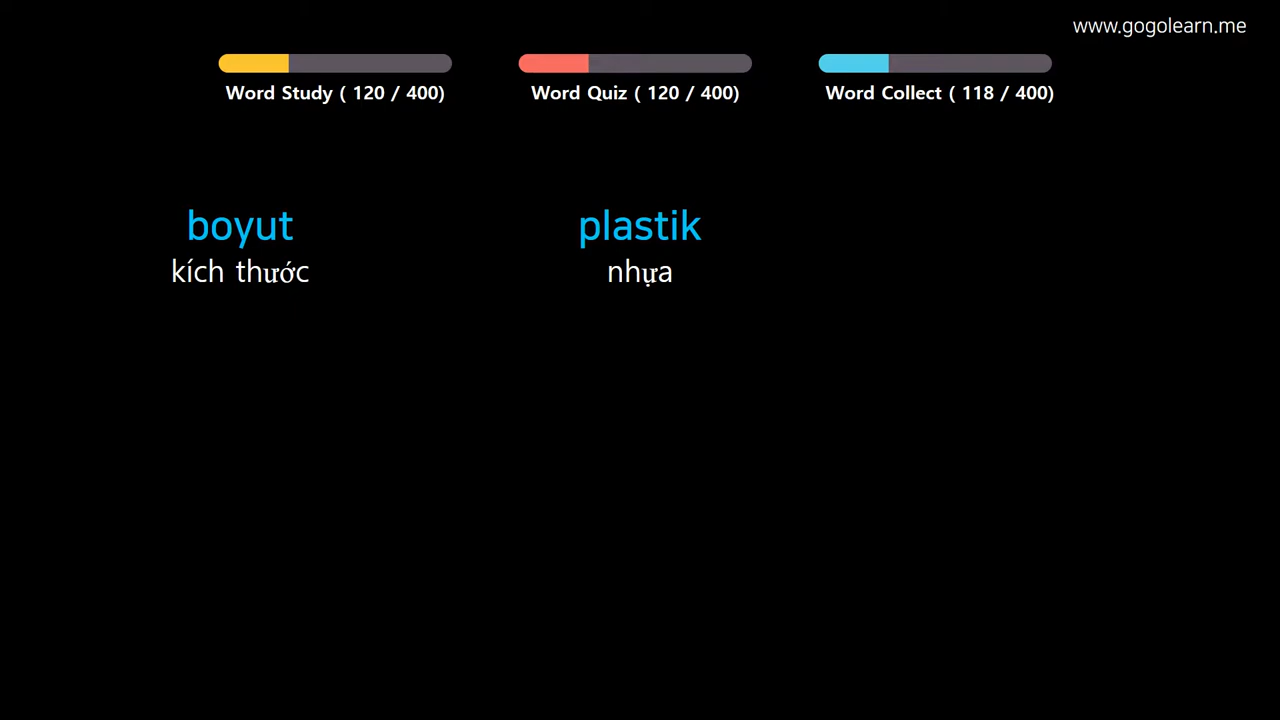 www.gogolearn.me
Word Study ( 120 / 400)
Word Quiz ( 120 / 400)
Word Collect ( 118 / 400)
boyut
kích thước
plastik
nhựa